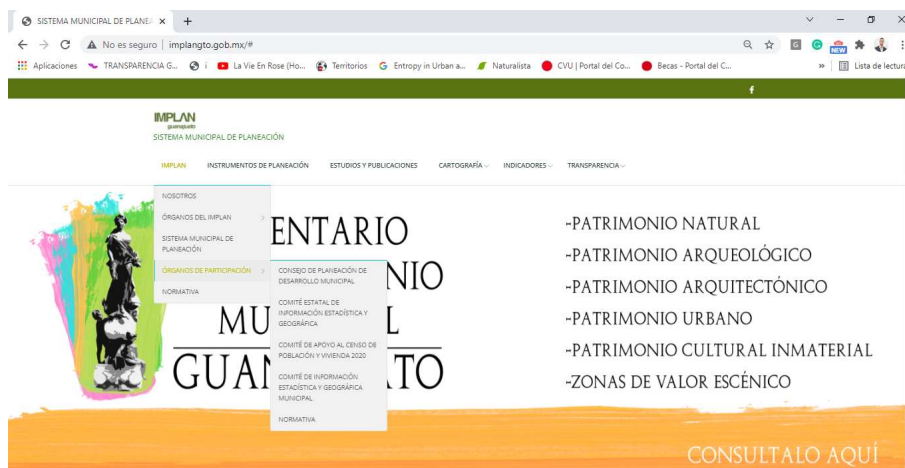 SISTEMA MUNICIPAL DE PLANEA
No es seguro | implangto.gob.mx/#
NEW
Aplicaciones TRANSPARENCIA G... i La Vie En Rose (Ho... Territorios Entropy in Urban a... Naturalista CVU | Portal del Co... Becas - Portal del C... » Lista de lectura
IMPLAN
guanajuato
SISTEMA MUNICIPAL DE PLANEACIÓN
IMPLAN INSTRUMENTOS DE PLANEACIÓN ESTUDIOS Y PUBLICACIONES CARTOGRAFÍA INDICADORES TRANSPARENCIA
NOSOTROS
ÓRGANOS DEL IMPLAN
SISTEMA MUNICIPAL DE
PLANEACIÓN
ÓRGANOS DE PARTICIPACIÓN
NORMATIVA
CONSEJO DE PLANEACIÓN DE
DESARROLLO MUNICIPAL
COMITÉ ESTATAL DE
INFORMACIÓN ESTADÍSTICA Y
GEOGRÁFICA
COMITÉ DE APOYO AL CENSO DE
POBLACIÓN Y VIVIENDA 2020
COMITÉ DE INFORMACIÓN
ESTADÍSTICA Y GEOGRÁFICA
MUNICIPAL
NORMATIVA
ENTARIO
NIO
MU L
GUAN TO
-PATRIMONIO NATURAL
-PATRIMONIO ARQUEOLÓGICO
-PATRIMONIO ARQUITECTÓNICO
-PATRIMONIO URBANO
-PATRIMONIO CULTURAL INMATERIAL
-ZONAS DE VALOR ESCÉNICO
CONSULTALO AQUÍ